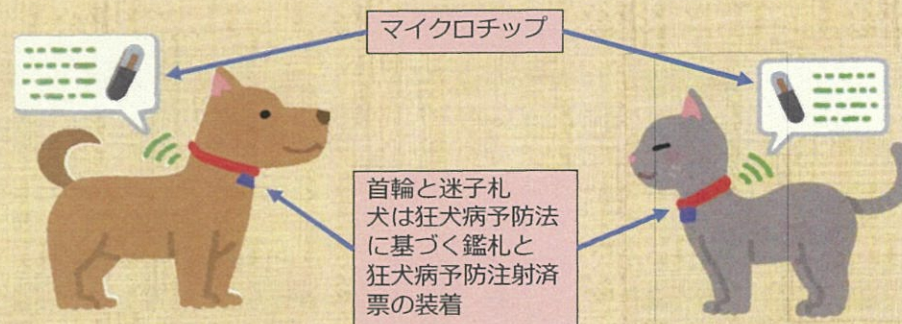 マイクロチップ
首輪と迷子札
犬は狂犬病予防法
に基づく鑑札と
狂犬病予防注射済
票の装着